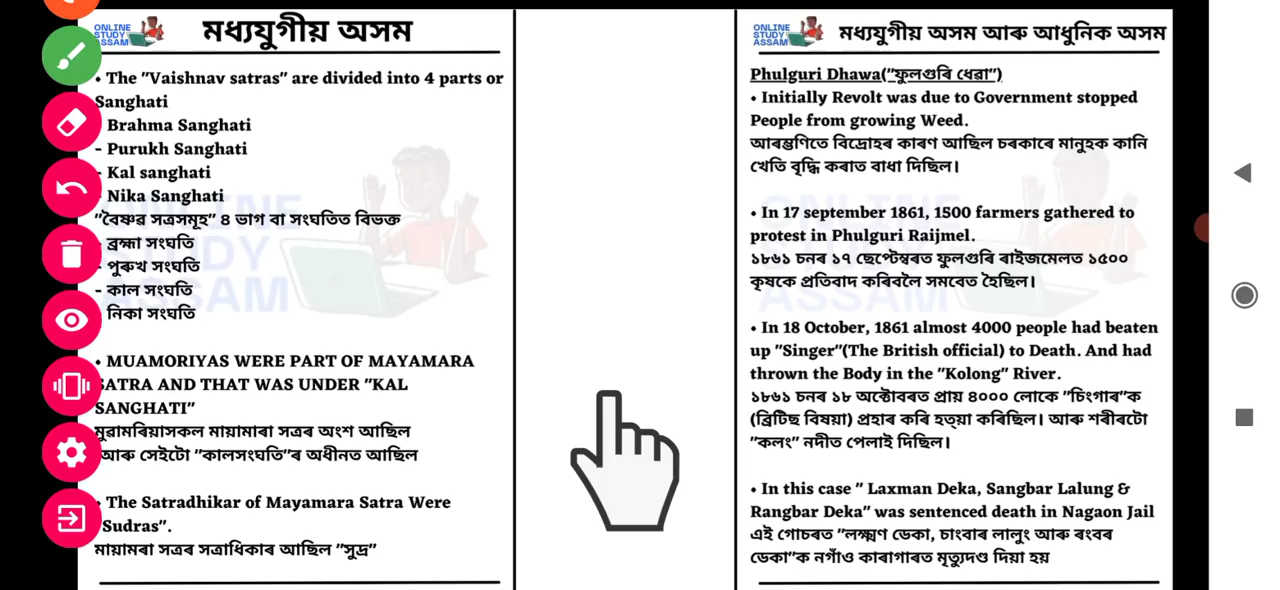 ONLINE
STUDY
ASSAM
মধ্যযুগীয় অসম
• The "Vaishnav satras" are divided into 4 parts or
Sanghati
Brahma Sanghati
- Purukh Sanghati
- Kal sanghati
- Nika Sanghati
"বৈষ্ণৱ সত্ৰসমূহ" ৪ ভাগ বা সংঘতিত বিভক্ত
- ব্ৰহ্মা সংঘতি
- পুৰুখ সংঘতি
- কাল সংঘতি
নিকা সংঘতি
• MUAMORIYAS WERE PART OF MAYAMARA
SATRA AND THAT WAS UNDER "KAL
SANGHATI"
মুৱামৰিয়াসকল মায়ামাৰা সত্ৰৰ অংশ আছিল
আৰু সেইটো "কালসংঘতি"ৰ অধীনত আছিল
• The Satradhikar of Mayamara Satra Were
"Sudras".
মায়ামৰা সত্ৰৰ সত্ৰাধিকাৰ আছিল "সুদ্ৰ"
ONLINE
STUDY
ASSAM
মধ্যযুগীয় অসম আৰু আধুনিক অসম
Phulguri Dhawa("ফুলগুৰি ধেৱা")
• Initially Revolt was due to Government stopped
People from growing Weed.
আৰম্ভণিতে বিদ্ৰোহৰ কাৰণ আছিল চৰকাৰে মানুহক কানি
খেতি বৃদ্ধি কৰাত বাধা দিছিল।
• In 17 september 1861, 1500 farmers gathered to
protest in Phulguri Raijmel.
১৮৬১ চনৰ ১৭ ছেপ্টেম্বৰত ফুলগুৰি ৰাইজমেলত ১৫০০
কৃষকে প্ৰতিবাদ কৰিবলৈ সমবেত হৈছিল।
• In 18 October, 1861 almost 4000 people had beaten
up "Singer"(The British official) to Death. And had
thrown the Body in the "Kolong" River.
১৮৬১ চনৰ ১৮ অক্টোবৰত প্ৰায় ৪০০০ লোকে "চিংগাৰ"ক
(ব্ৰিটিছ বিষয়া) প্ৰহাৰ কৰি হত্যা কৰিছিল। আৰু শৰীৰটো
"কলং" নদীত পেলাই দিছিল।
• In this case " Laxman Deka, Sangbar Lalung &
Rangbar Deka" was sentenced death in Nagaon Jail
এই গোচৰত "লক্ষ্মণ ডেকা, চাংবাৰ লালুং আৰু ৰংবৰ
ডেকা"ক নগাঁও কাৰাগাৰত মৃত্যুদণ্ড দিয়া হয়